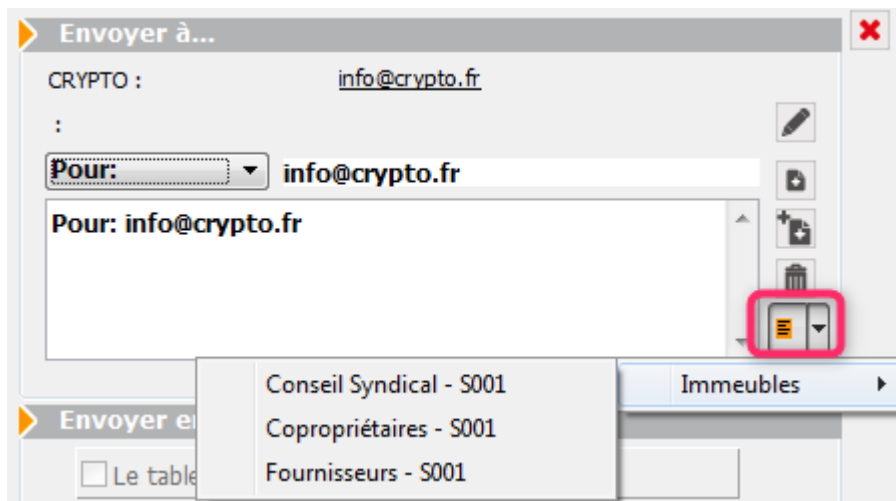 Envoyer à...
CRYPTO : info@crypto.fr
:
Pour: info@crypto.fr
Pour: info@crypto.fr
Conseil Syndical - S001 Immeubles
Copropriétaires - S001
Envoyer
Le
Fournisseurs - S001